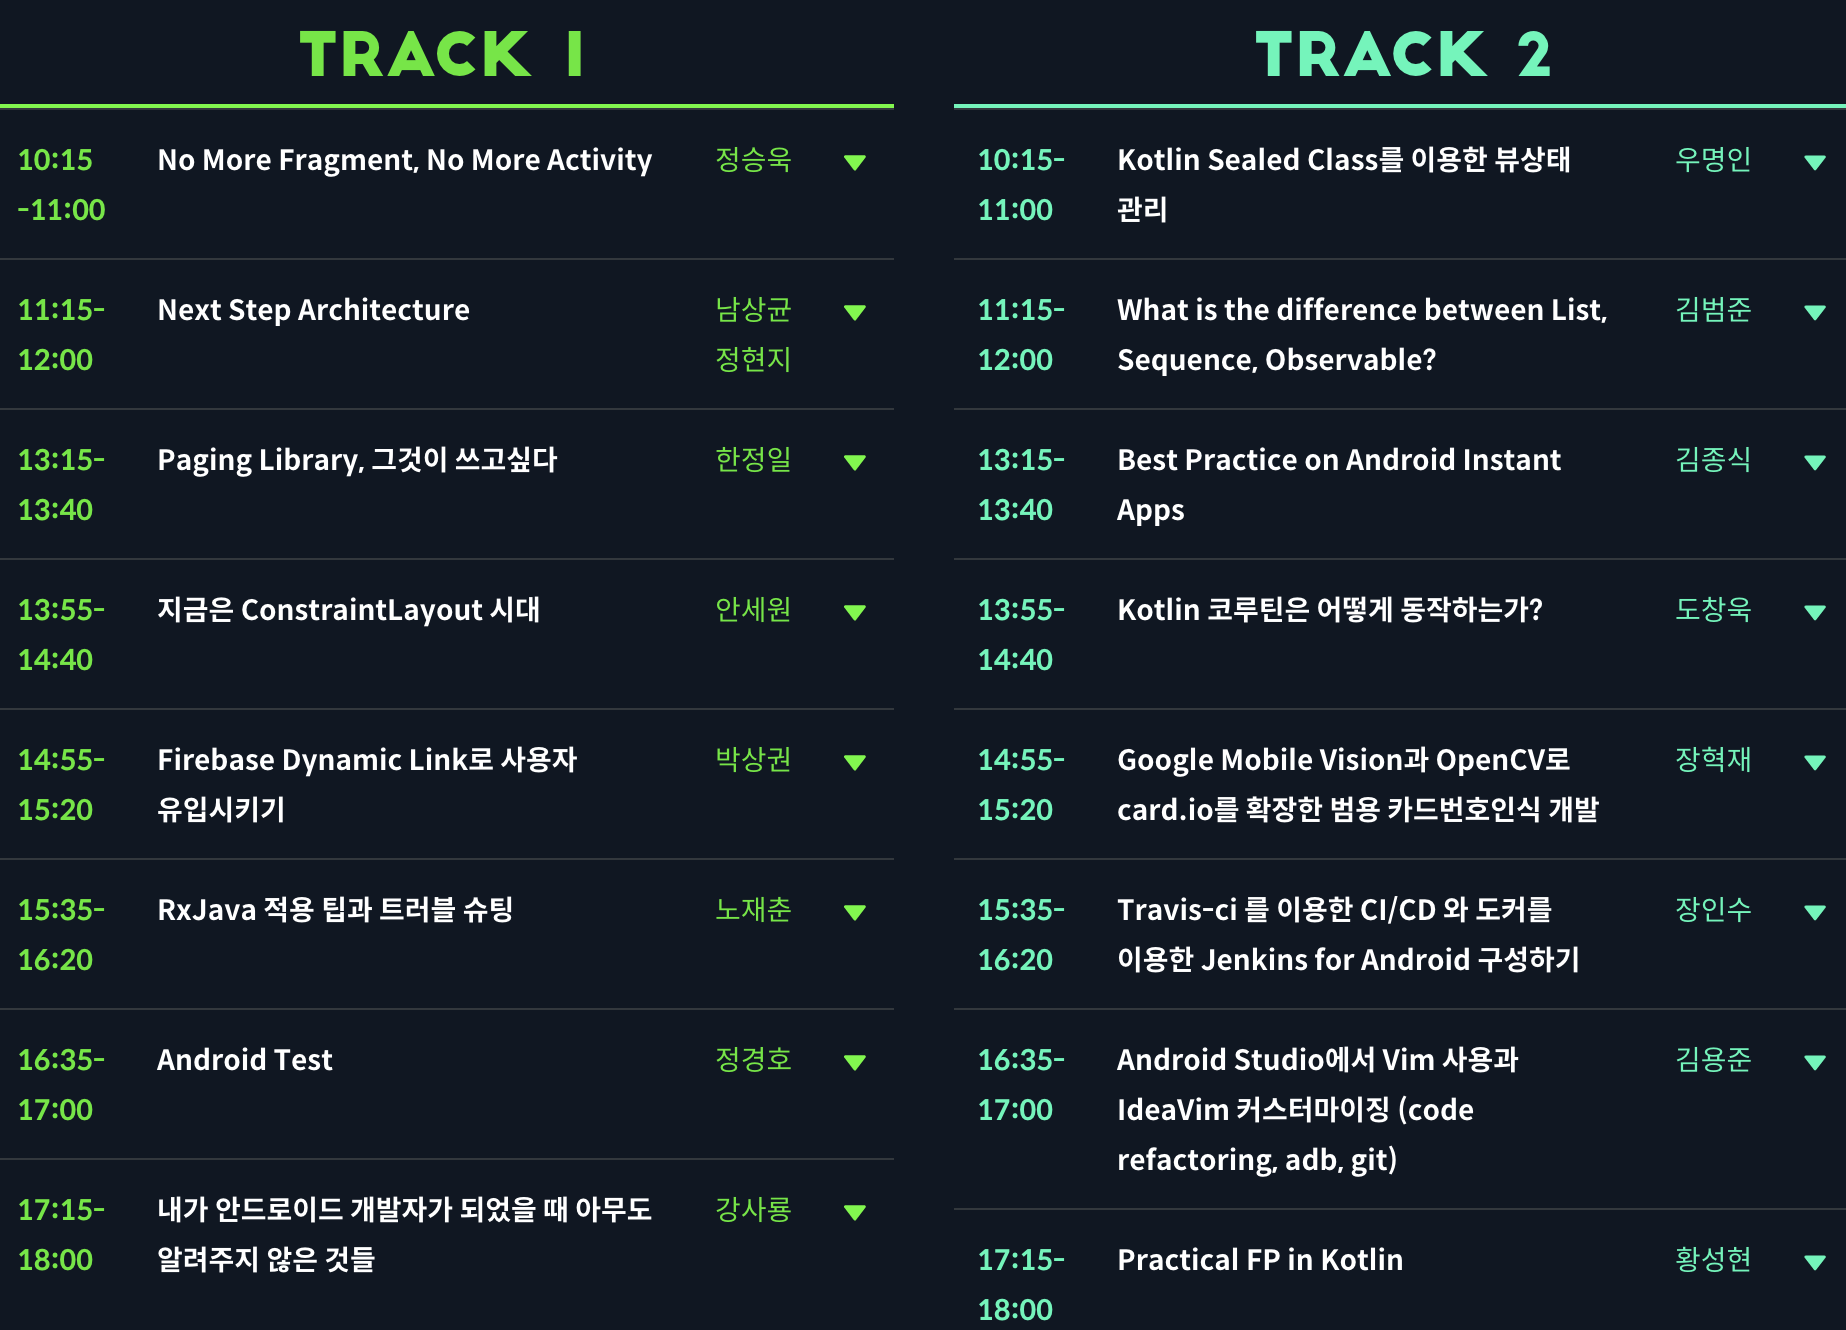 TRACK 1
10:15
-11:00
No More Fragment, No More Activity
정승욱
11:15-
12:00
Next Step Architecture
남상균
정현지
13:15-
13:40
Paging Library, 그것이 쓰고싶다
한정일
13:55-
14:40
지금은 ConstraintLayout 시대
안세원
14:55-
15:20
Firebase Dynamic Link로 사용자
유입시키기
박상권
15:35-
16:20
RxJava 적용 팁과 트러블 슈팅
노재춘
16:35-
17:00
Android Test
정경호
17:15-
18:00
내가 안드로이드 개발자가 되었을 때 아무도
알려주지 않은 것들
강사룡
TRACK 2
10:15-
11:00
Kotlin Sealed Class를 이용한 뷰상태
관리
우명인
11:15-
12:00
What is the difference between List,
Sequence, Observable?
김범준
13:15-
13:40
Best Practice on Android Instant
Apps
김종식
13:55-
14:40
Kotlin 코루틴은 어떻게 동작하는가?
도창욱
14:55-
15:20
Google Mobile Vision과 OpenCV로
card.io를 확장한 범용 카드번호인식 개발
장혁재
15:35-
16:20
Travis-ci 를 이용한 CI/CD 와 도커를
이용한 Jenkins for Android 구성하기
장인수
16:35-
17:00
Android Studio에서 Vim 사용과
IdeaVim 커스터마이징 (code
refactoring, adb, git)
김용준
17:15-
18:00
Practical FP in Kotlin
황성현